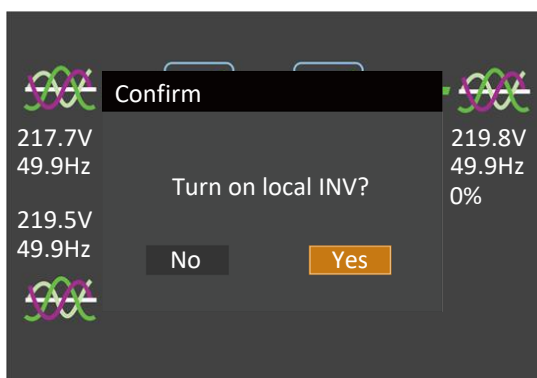 Confirm
217.7V
49.9Hz
219.5V
49.9Hz
Turn on local INV?
No
Yes
219.8V
49.9Hz
0%